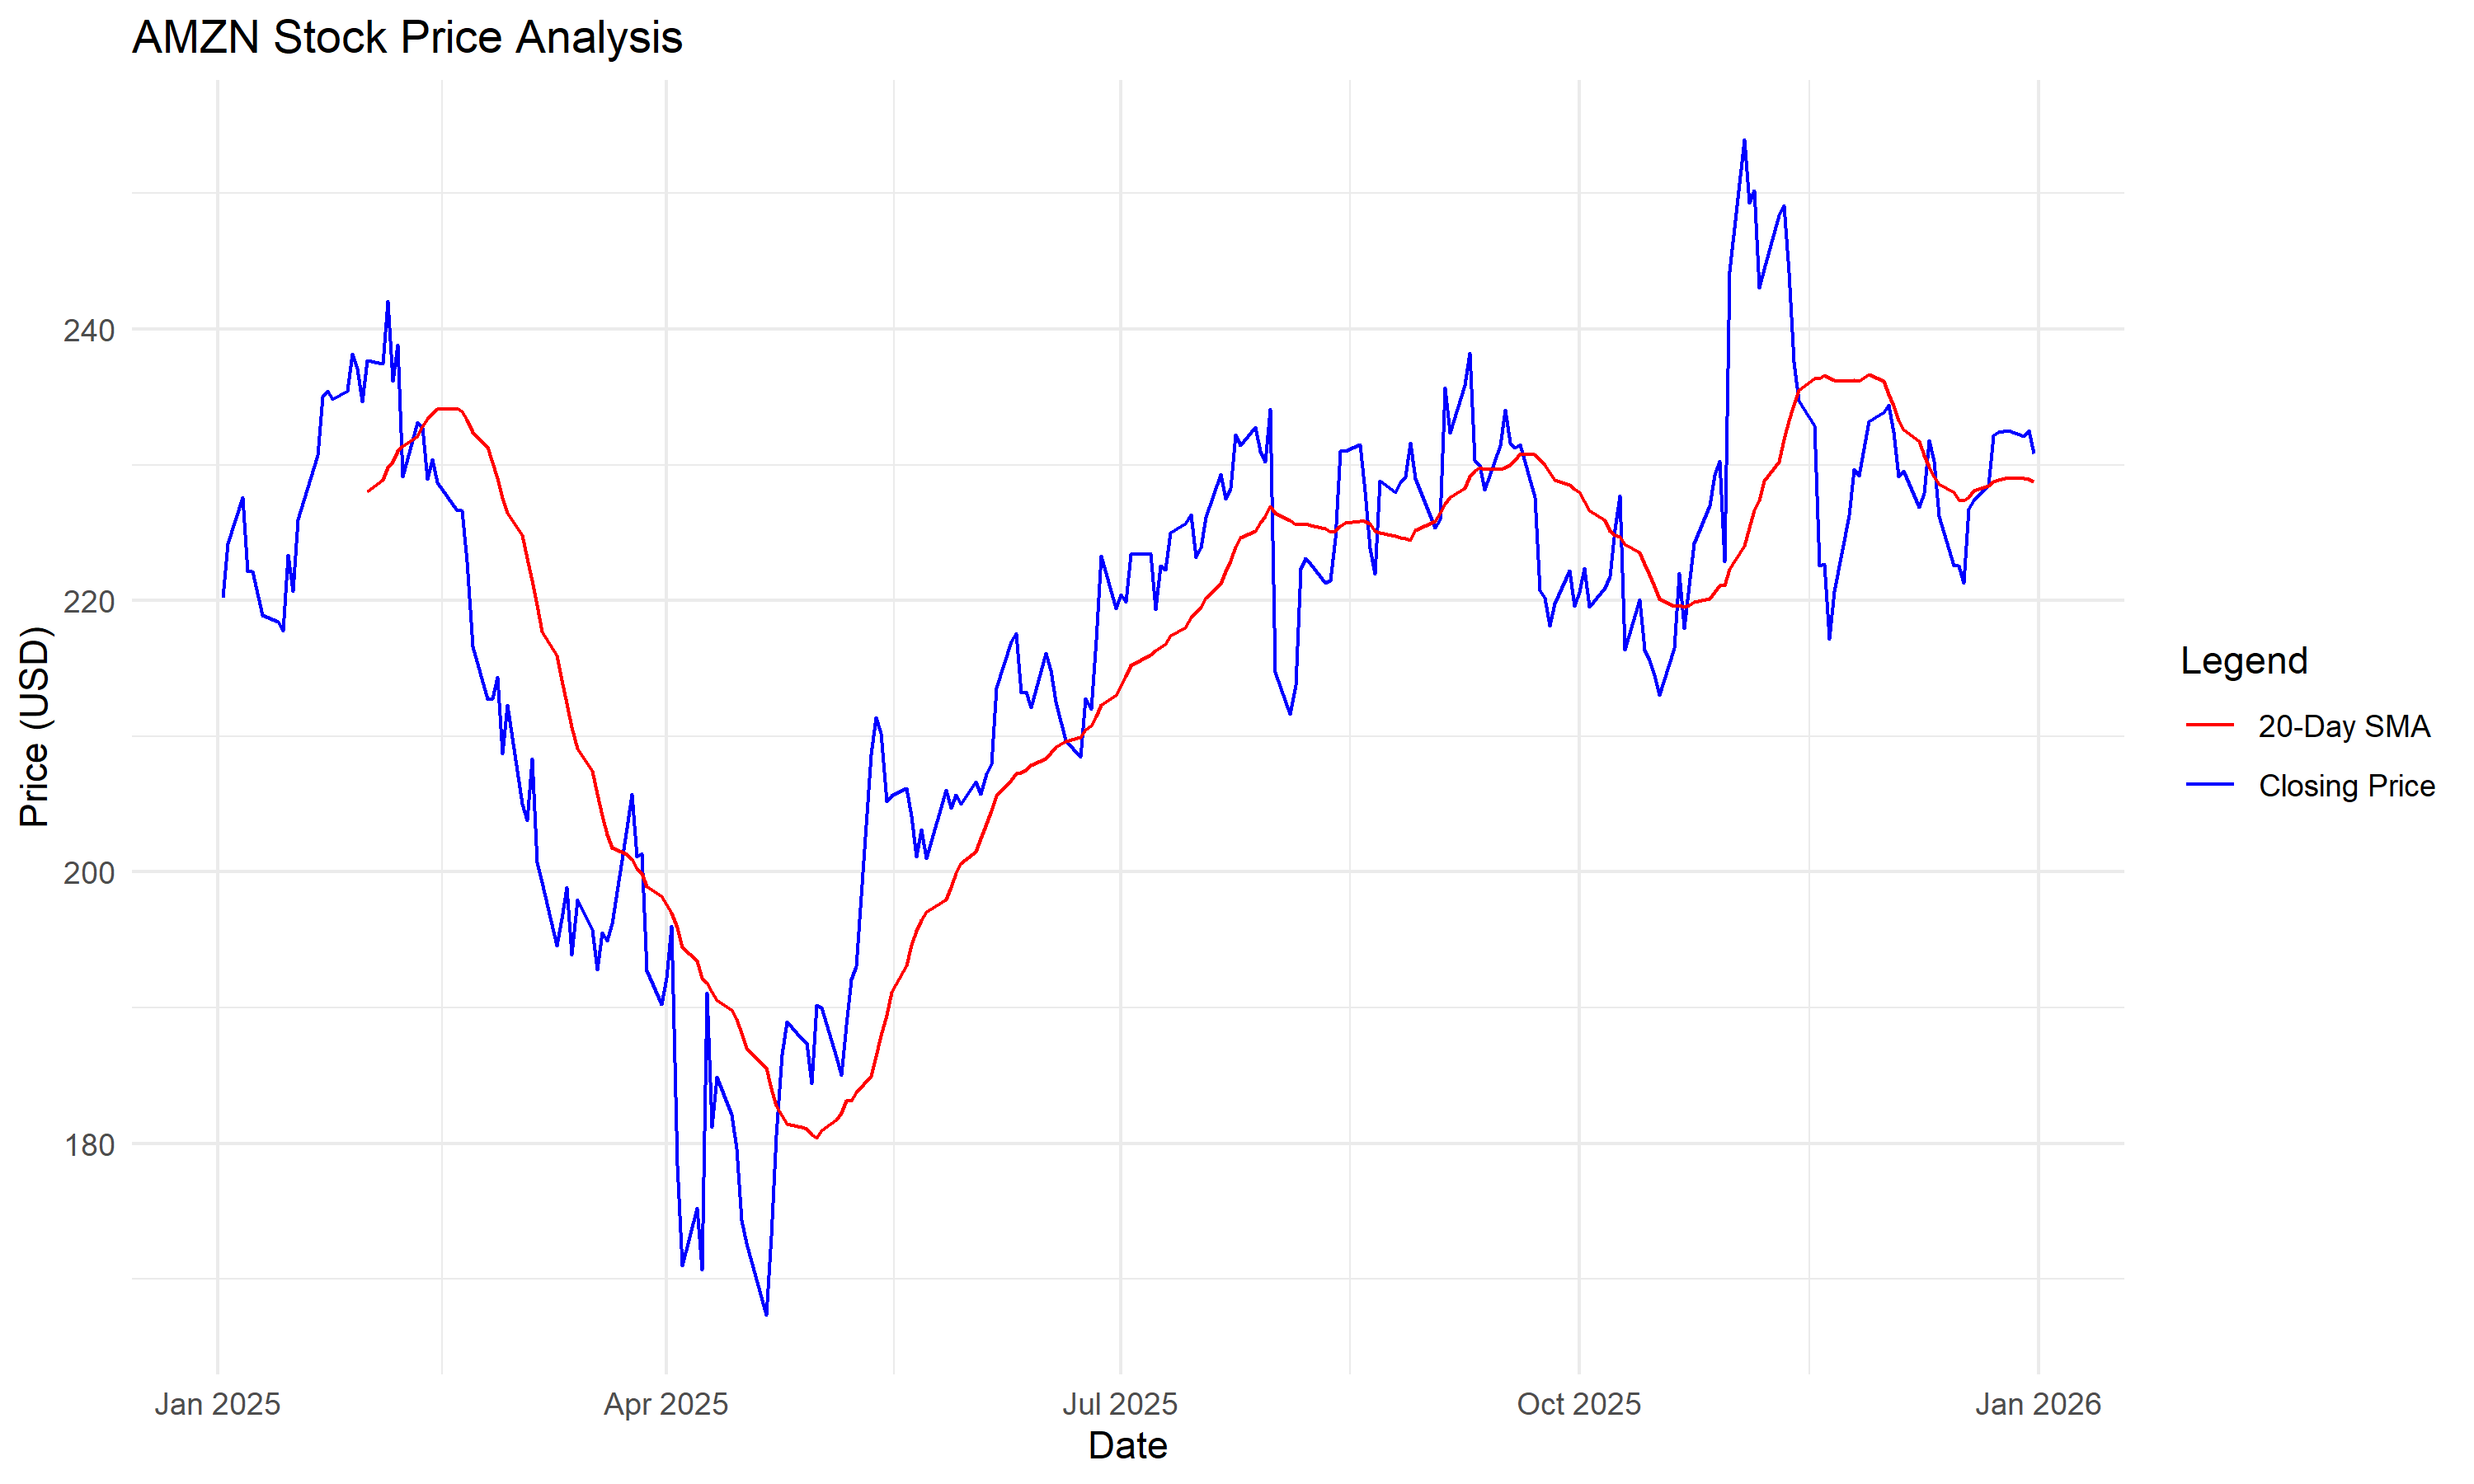 AMZN Stock Price Analysis
Price (USD)
240
220
200
180
Jan 2025
Apr 2025
Jul 2025
Oct 2025
Jan 2026
Date
Legend
20-Day SMA
Closing Price